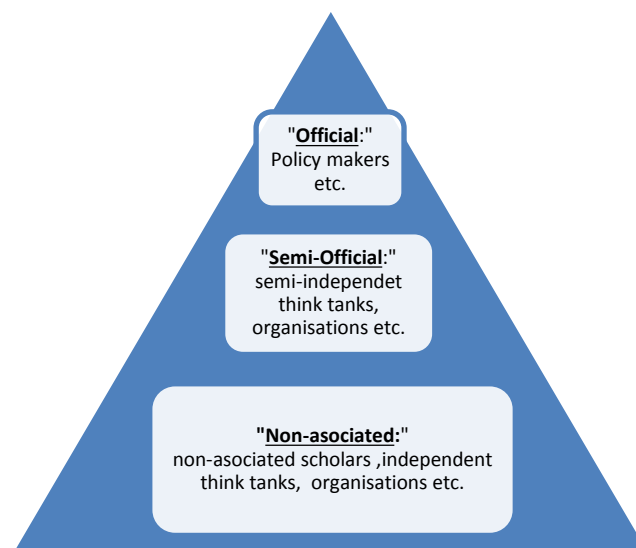 "Official:"
Policy makers
etc.
"Semi-Official:"
semi-independet
think tanks,
organisations etc.
"Non-asociated:"
non-asociated scholars ,independent
think tanks,  organisations etc.